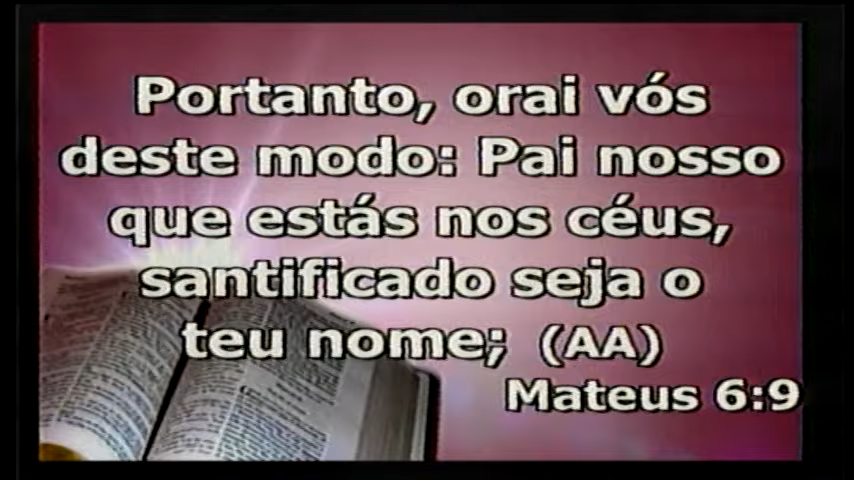 Portanto, orai vós
deste modo: Pai nosso
que estás nos céus,
santificado seja o
teu nome; (AA)
Mateus 6:9